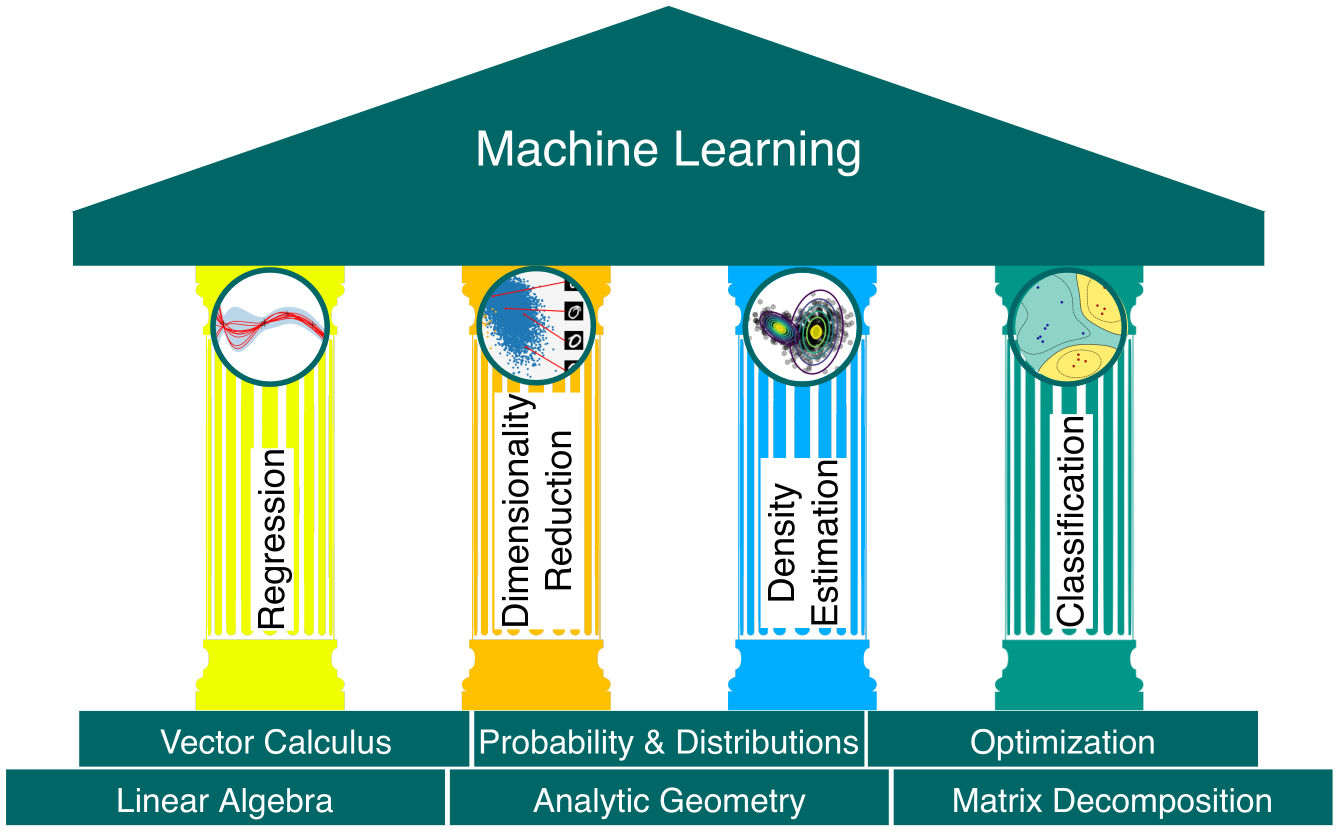 Machine Learning
Regression
Dimensionality
Reduction
Density
Estimation
Classification
Vector Calculus
Probability & Distributions
Optimization
Linear Algebra
Analytic Geometry
Matrix Decomposition